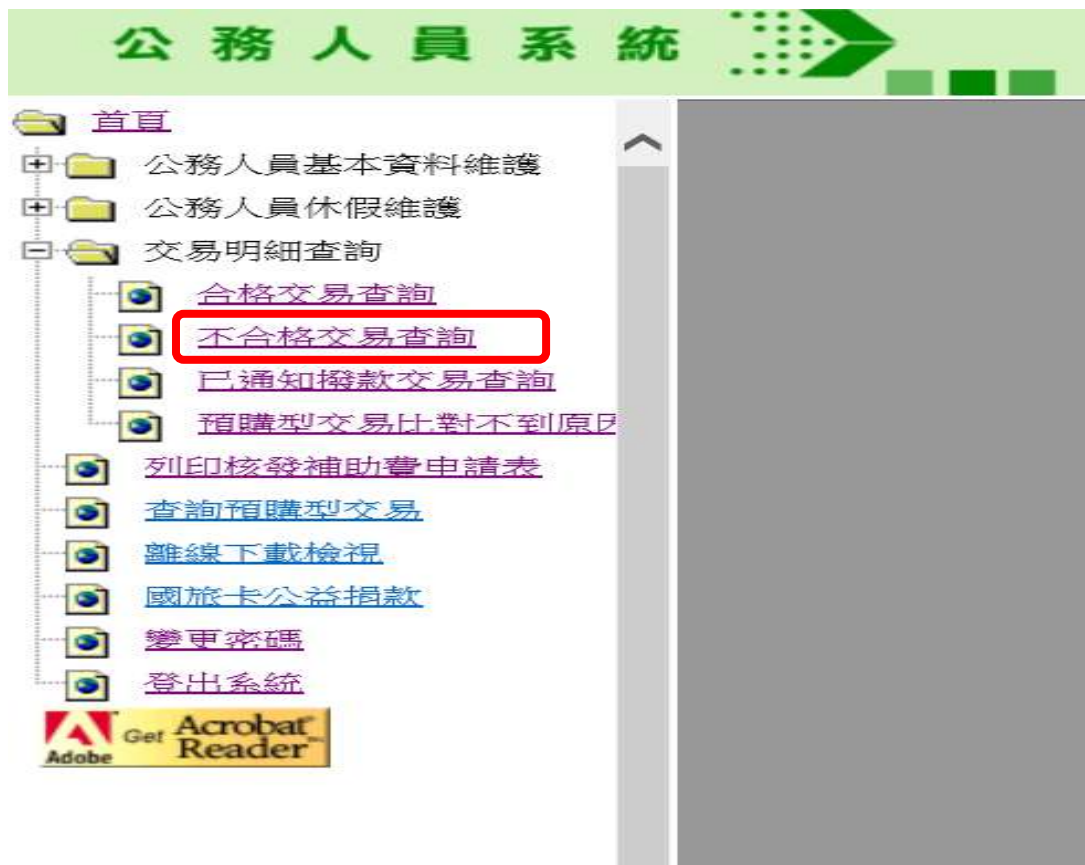 公務人員系統
首頁
公務人員基本資料維護
公務人員休假維護
交易明細查詢
合格交易查詢
不合格交易查詢
已通知撥款交易查詢
預購型交易比對不到原因
列印核發補助費申請表
查詢預購型交易
離線下載檢視
國旅卡公益捐款
變更密碼
登出系統
Adobe Get Acrobat Reader